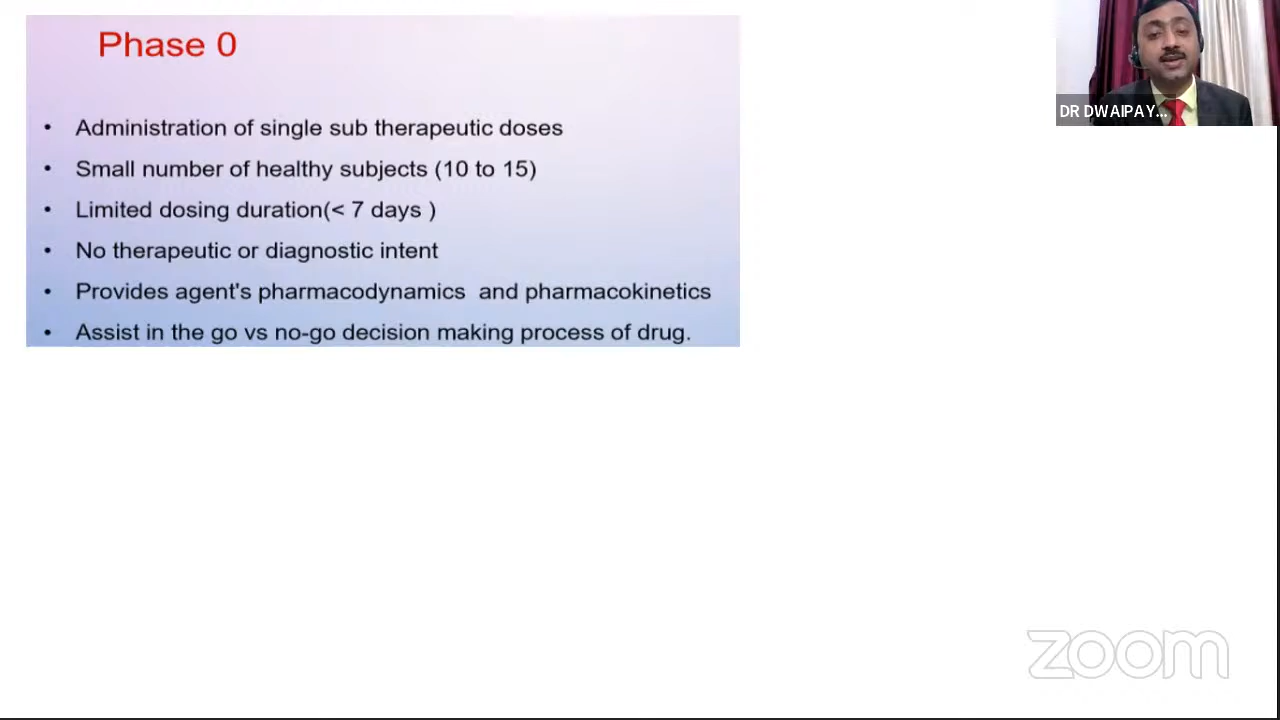 Phase 0
• Administration of single sub therapeutic doses
• Small number of healthy subjects (10 to 15)
• Limited dosing duration(< 7 days )
• No therapeutic or diagnostic intent
• Provides agent's pharmacodynamics  and pharmacokinetics
• Assist in the go vs no-go decision making process of drug.
DR DWAIPAY...
zoom